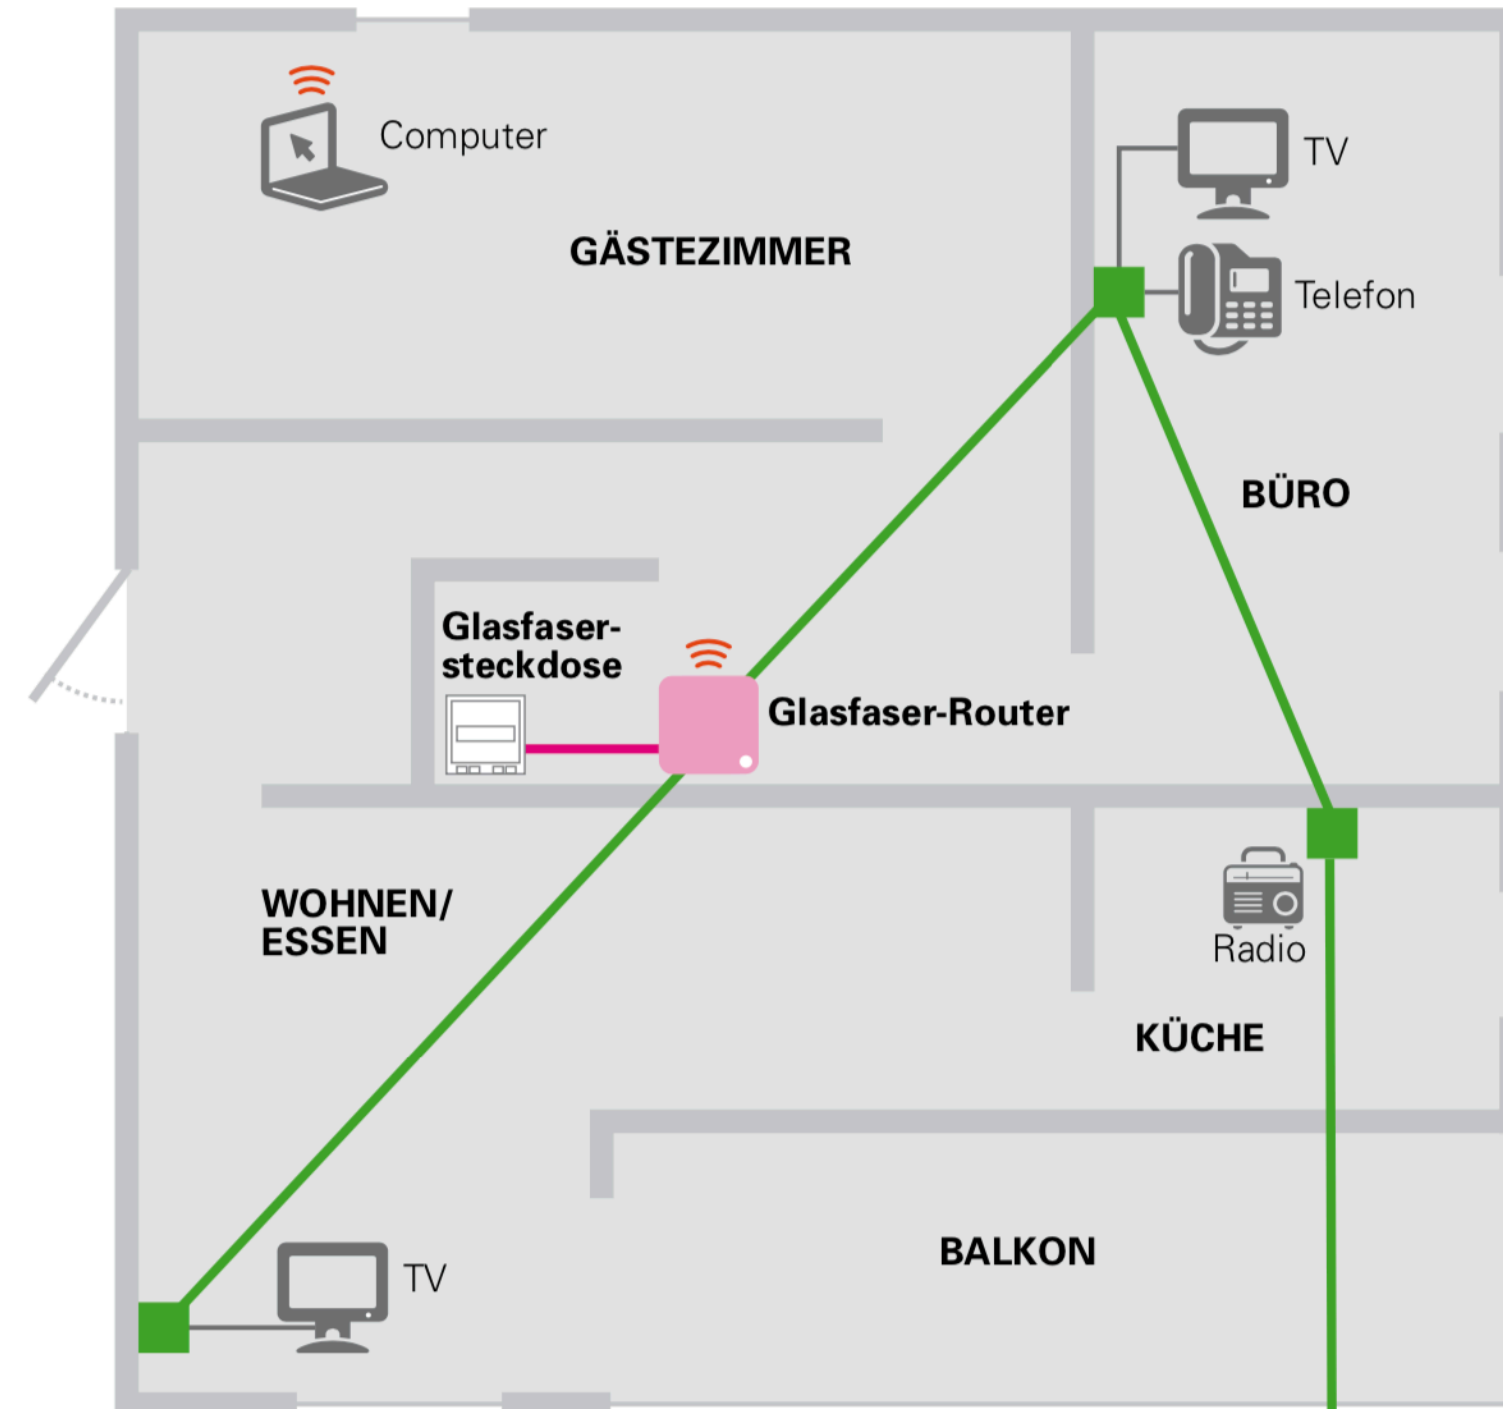 Computer
TV
GÄSTEZIMMER
Telefon
BÜRO
Glasfaser-
steckdose
Glasfaser-Router
WOHNEN/
ESSEN
Radio
KÜCHE
BALKON
TV